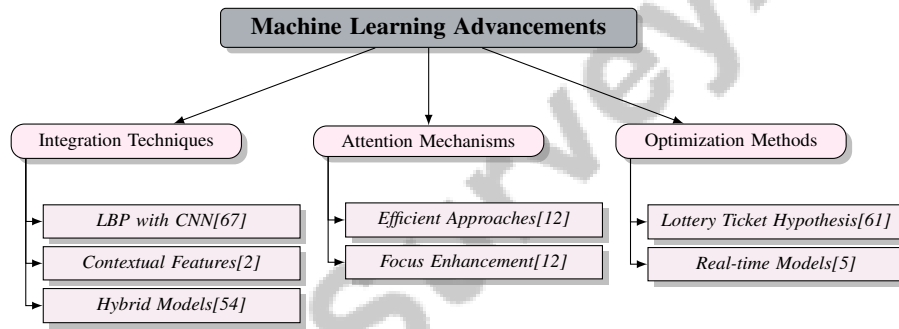 Machine Learning Advancements
Integration Techniques
LBP with CNN[67]
Contextual Features[2]
Hybrid Models[54]
Attention Mechanisms
Efficient Approaches[12]
Focus Enhancement[12]
Optimization Methods
Lottery Ticket Hypothesis[61]
Real-time Models[5]
Survey